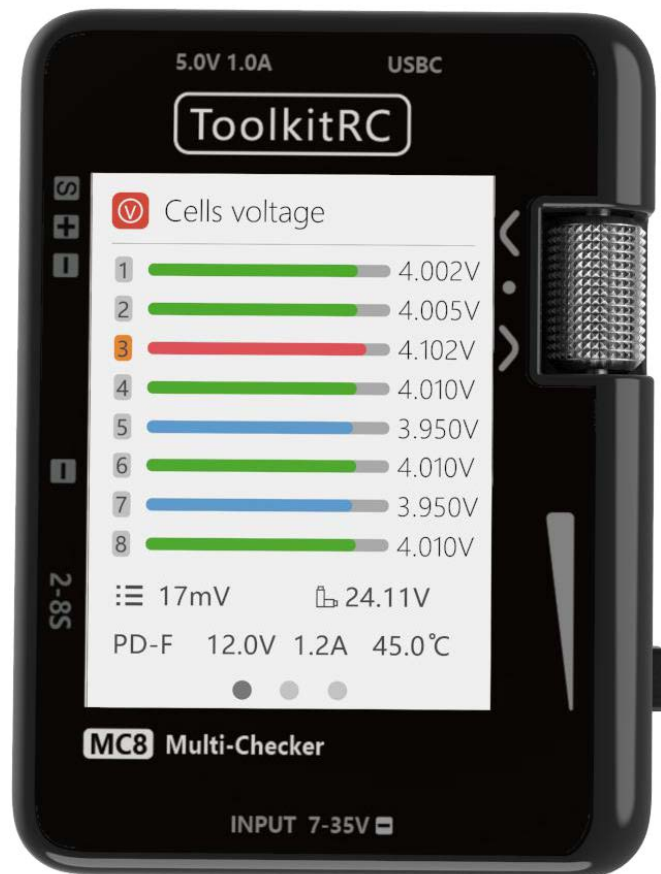 5.0V 1.0A USBC
ToolkitRC
S
+
−
Cells voltage
1 4.002V
2 4.005V
3 4.102V
4 4.010V
5 3.950V
6 4.010V
7 3.950V
8 4.010V
17mV 24.11V
PD-F 12.0V 1.2A 45.0℃
−
2-8S
MC8 Multi-Checker
INPUT 7-35V